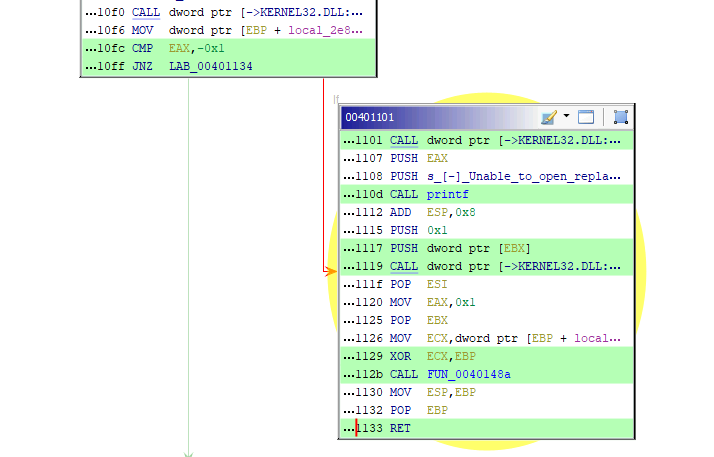 ...10f0 CALL dword ptr [->KERNEL32.DLL:...
...10f6 MOV dword ptr [EBP + local_2e8...
...10fc CMP EAX,-0x1
...10ff JNZ LAB_00401134
If
00401101
...1101 CALL dword ptr [->KERNEL32.DLL:...
...1107 PUSH EAX
...1108 PUSH s_[-]_Unable_to_open_repla...
...110d CALL printf
...1112 ADD ESP,0x8
...1115 PUSH 0x1
...1117 PUSH dword ptr [EBX]
...1119 CALL dword ptr [->KERNEL32.DLL:...
...111f POP ESI
...1120 MOV EAX,0x1
...1125 POP EBX
...1126 MOV ECX,dword ptr [EBP + local...
...1129 XOR ECX,EBP
...112b CALL FUN_0040148a
...1130 MOV ESP,EBP
...1132 POP EBP
...1133 RET